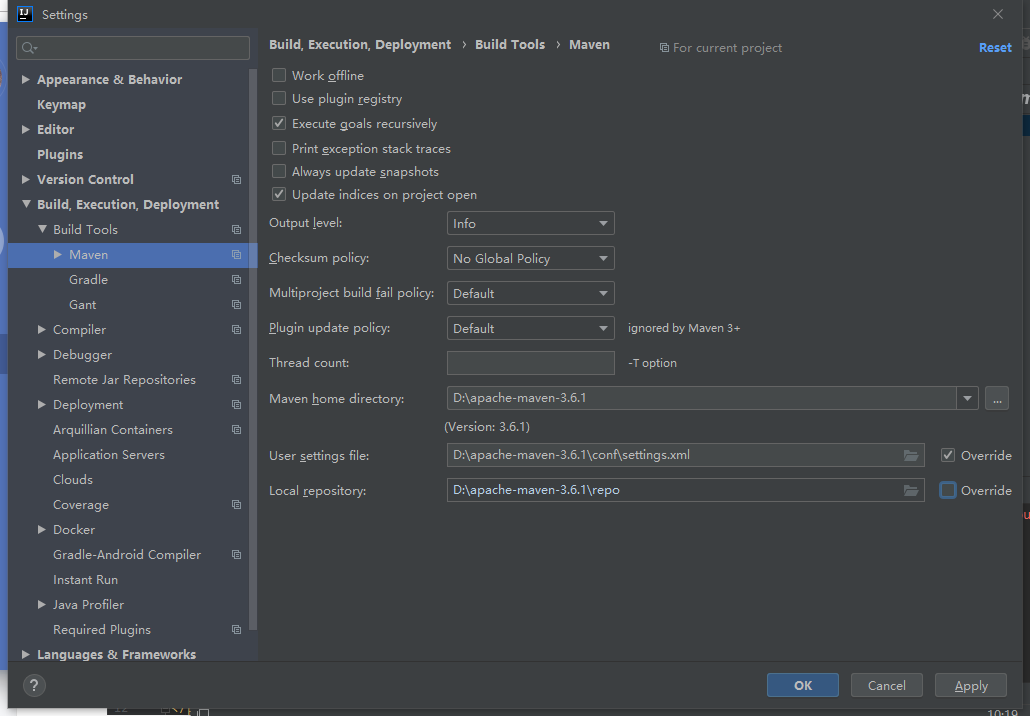 Settings
Build, Execution, Deployment › Build Tools › Maven
For current project
Reset
Appearance & Behavior
Keymap
Editor
Plugins
Version Control
Build, Execution, Deployment
Build Tools
Maven
Gradle
Gant
Compiler
Debugger
Remote Jar Repositories
Deployment
Arquillian Containers
Application Servers
Clouds
Coverage
Docker
Gradle-Android Compiler
Instant Run
Java Profiler
Required Plugins
Languages & Frameworks
Work offline
Use plugin registry
Execute goals recursively
Print exception stack traces
Always update snapshots
Update indices on project open
Output level: Info
Checksum policy: No Global Policy
Multiproject build fail policy: Default
Plugin update policy: Default ignored by Maven 3+
Thread count: -T option
Maven home directory: D:\apache-maven-3.6.1 ...
(Version: 3.6.1)
User settings file: D:\apache-maven-3.6.1\conf\settings.xml Override
Local repository: D:\apache-maven-3.6.1\repo Override
?
OK
Cancel
Apply